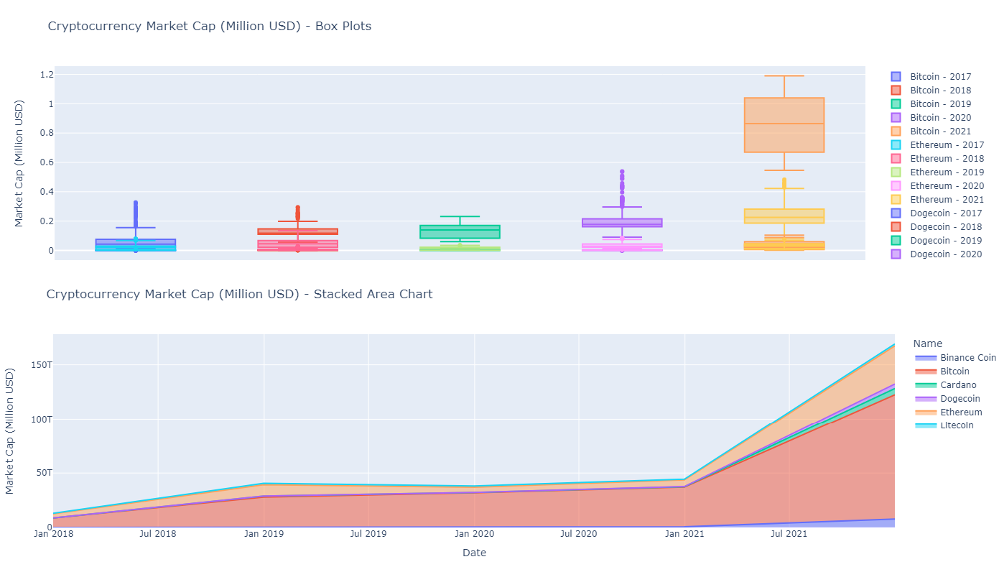 Cryptocurrency Market Cap (Million USD) - Box Plots
Market Cap (Million USD)
1.2
1
0.8
0.6
0.4
0.2
0
Bitcoin - 2017
Bitcoin - 2018
Bitcoin - 2019
Bitcoin - 2020
Bitcoin - 2021
Ethereum - 2017
Ethereum - 2018
Ethereum - 2019
Ethereum - 2020
Ethereum - 2021
Dogecoin - 2017
Dogecoin - 2018
Dogecoin - 2019
Dogecoin - 2020
Cryptocurrency Market Cap (Million USD) - Stacked Area Chart
Market Cap (Million USD)
150T
100T
50T
0
Jan 2018 Jul 2018 Jan 2019 Jul 2019 Jan 2020 Jul 2020 Jan 2021 Jul 2021
Date
Name
Binance Coin
Bitcoin
Cardano
Dogecoin
Ethereum
Litecoin